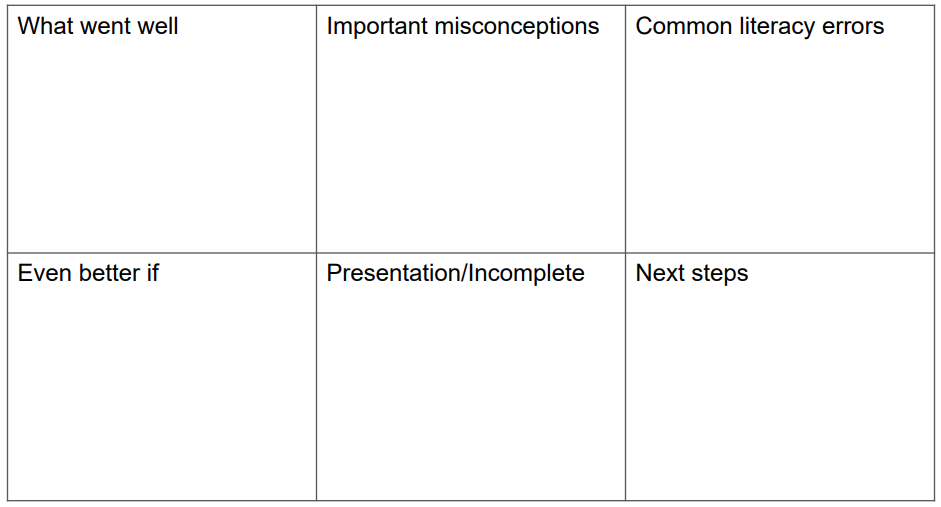 What went well
Important misconceptions
Common literacy errors
Even better if
Presentation/Incomplete
Next steps